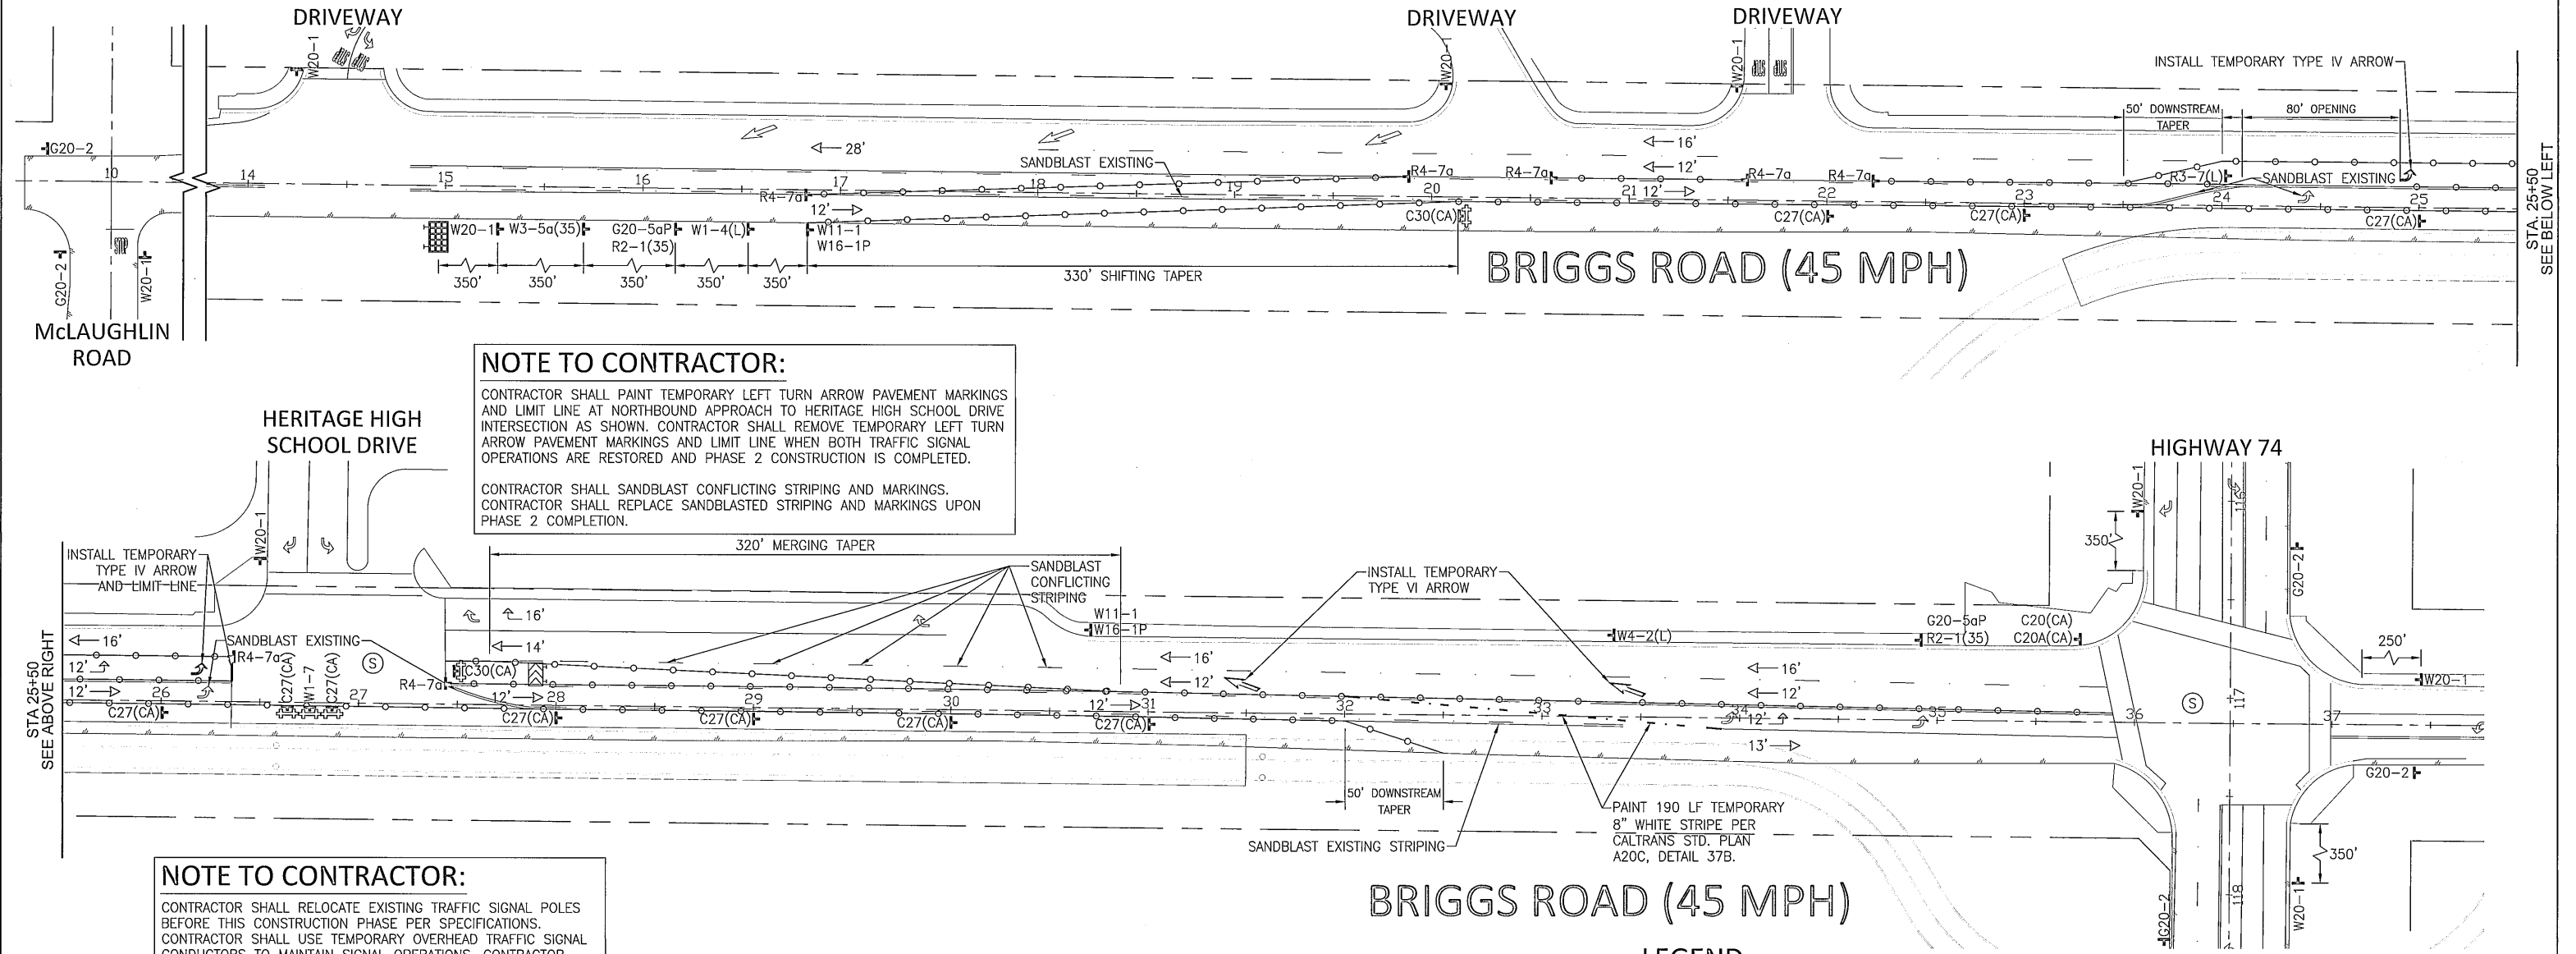 DRIVEWAY
DRIVEWAY
DRIVEWAY
W20-1
W20-1
W20-1
INSTALL TEMPORARY TYPE IV ARROW
50' DOWNSTREAM
TAPER
80' OPENING
G20-2
10
14
15
16
17
18
19
20
21
22
23
24
25
28'
16'
12'
SANDBLAST EXISTING
R4-7a
R4-7a
R4-7a
R4-7a
R4-7a
R3-7(L)
SANDBLAST EXISTING
12'
12'
C30(CA)
C27(CA)
C27(CA)
C27(CA)
STOP
W20-1
W3-5a(35)
G20-5aP
R2-1(35)
W1-4(L)
W11-1
W16-1P
350'
350'
350'
350'
350'
330' SHIFTING TAPER
BRIGGS ROAD (45 MPH)
G20-2
W20-1
McLAUGHLIN
ROAD
STA. 25+50
SEE BELOW LEFT
NOTE TO CONTRACTOR:
CONTRACTOR SHALL PAINT TEMPORARY LEFT TURN ARROW PAVEMENT MARKINGS
AND LIMIT LINE AT NORTHBOUND APPROACH TO HERITAGE HIGH SCHOOL DRIVE
INTERSECTION AS SHOWN. CONTRACTOR SHALL REMOVE TEMPORARY LEFT TURN
ARROW PAVEMENT MARKINGS AND LIMIT LINE WHEN BOTH TRAFFIC SIGNAL
OPERATIONS ARE RESTORED AND PHASE 2 CONSTRUCTION IS COMPLETED.
CONTRACTOR SHALL SANDBLAST CONFLICTING STRIPING AND MARKINGS.
CONTRACTOR SHALL REPLACE SANDBLASTED STRIPING AND MARKINGS UPON
PHASE 2 COMPLETION.
HERITAGE HIGH
SCHOOL DRIVE
HIGHWAY 74
W20-1
INSTALL TEMPORARY
TYPE IV ARROW
AND LIMIT LINE
320' MERGING TAPER
SANDBLAST
CONFLICTING
STRIPING
INSTALL TEMPORARY
TYPE VI ARROW
W11-1
W16-1P
W4-2(L)
G20-5aP
R2-1(35)
C20(CA)
C20A(CA)
W20-1
350'
116
G20-2
250'
W20-1
SANDBLAST EXISTING
16'
12'
12'
R4-7a
C27(CA)
W1-7
C27(CA)
S
R4-7a
C30(CA)
16'
14'
12'
12'
16'
12'
16'
12'
12'
13'
26
27
28
29
30
31
32
33
34
35
36
37
S
117
C27(CA)
C27(CA)
C27(CA)
C27(CA)
C27(CA)
STA 25+50
SEE ABOVE RIGHT
50' DOWNSTREAM
TAPER
SANDBLAST EXISTING STRIPING
PAINT 190 LF TEMPORARY
8" WHITE STRIPE PER
CALTRANS STD. PLAN
A20C, DETAIL 37B.
G20-2
350'
118
G20-2
W20-1
BRIGGS ROAD (45 MPH)
NOTE TO CONTRACTOR:
CONTRACTOR SHALL RELOCATE EXISTING TRAFFIC SIGNAL POLES
BEFORE THIS CONSTRUCTION PHASE PER SPECIFICATIONS.
CONTRACTOR SHALL USE TEMPORARY OVERHEAD TRAFFIC SIGNAL
CONDUCTORS TO MAINTAIN SIGNAL OPERATIONS. CONTRACTOR
LEGEND